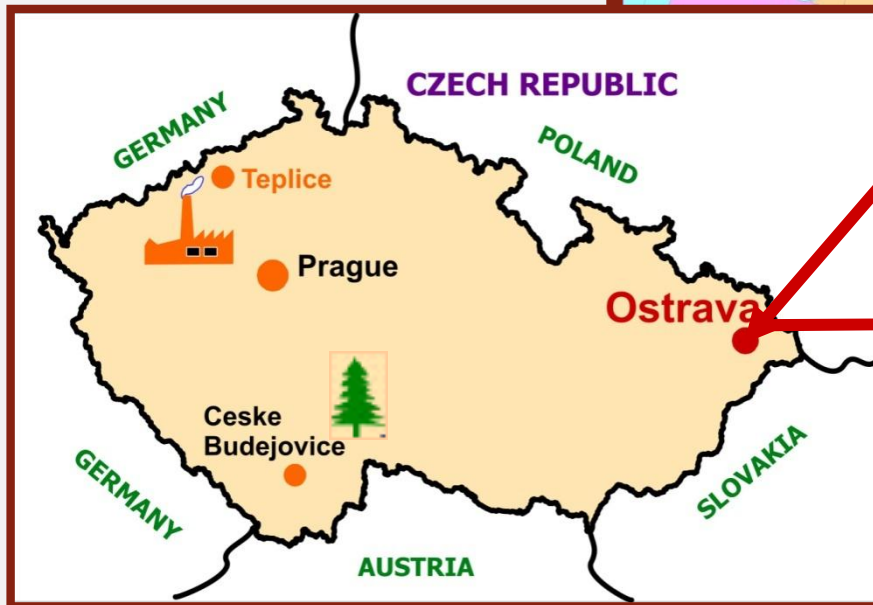 CZECH REPUBLIC
GERMANY
POLAND
Teplice
Prague
Ostrava
Ceske
Budejovice
GERMANY
SLOVAKIA
AUSTRIA